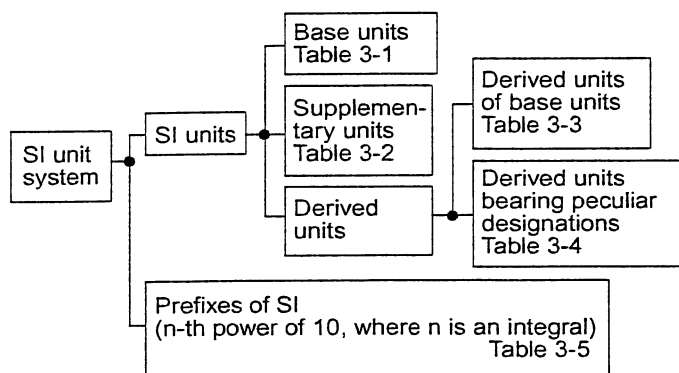 Base units
Table 3-1
Derived units
of base units
Table 3-3
SI units
Supplemen-
tary units
Table 3-2
SI unit
system
Derived
units
Derived units
bearing peculiar
designations
Table 3-4
Prefixes of SI
(n-th power of 10, where n is an integral)
Table 3-5